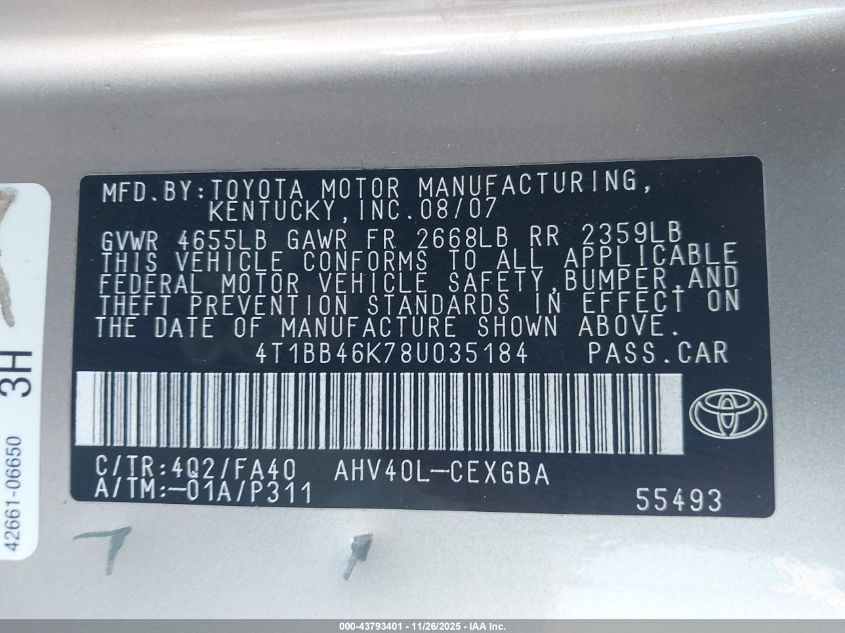 MFD.BY:TOYOTA MOTOR MANUFACTURING,
KENTUCKY,INC.08/07
GVWR 4655LB GAWR FR 2668LB RR 2359LB
THIS VEHICLE CONFORMS TO ALL APPLICABLE
FEDERAL MOTOR VEHICLE SAFETY,BUMPER,AND
THEFT PREVENTION STANDARDS IN EFFECT ON
THE DATE OF MANUFACTURE SHOWN ABOVE.
4T1BB46K78U035184 PASS.CAR
C/TR:4Q2/FA40 AHV40L-CEXGBA
A/TM:-01A/P311
55493
42661-06650 3H
000-43793401 - 11/26/2025 - IAA Inc.